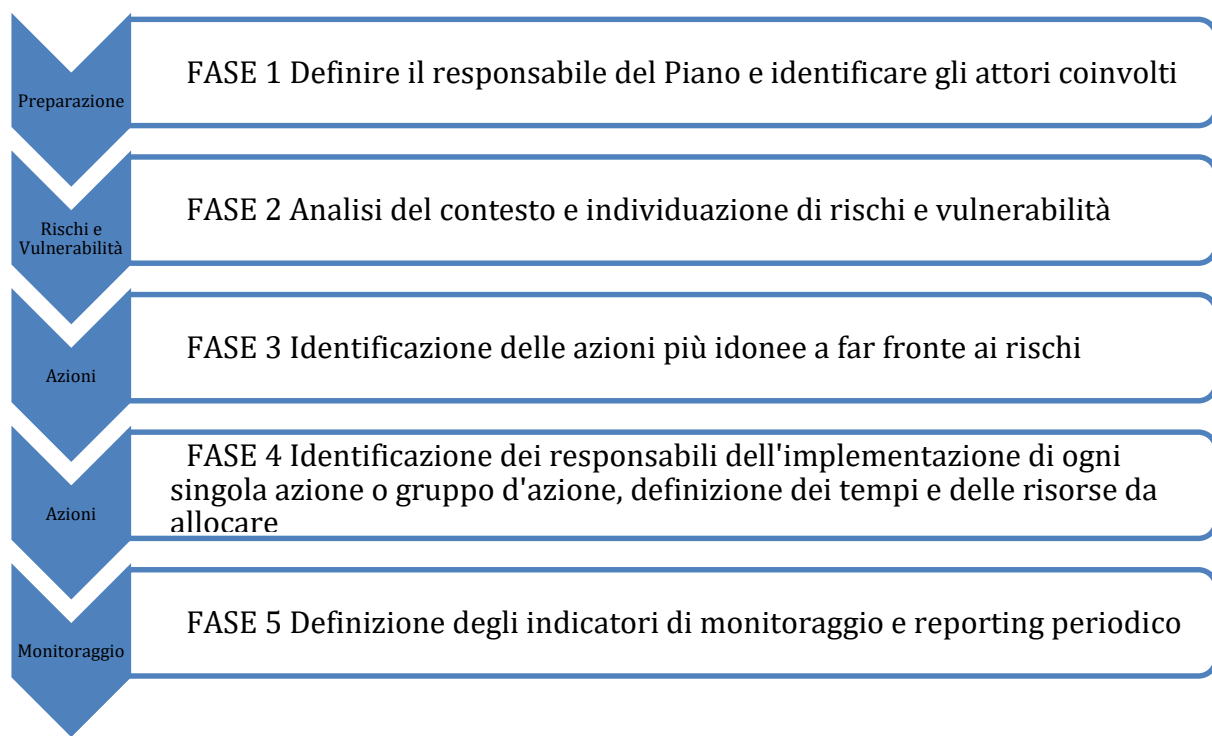 Preparazione
FASE 1 Definire il responsabile del Piano e identificare gli attori coinvolti
Rischi e
Vulnerabilità
FASE 2 Analisi del contesto e individuazione di rischi e vulnerabilità
Azioni
FASE 3 Identificazione delle azioni più idonee a far fronte ai rischi
Azioni
FASE 4 Identificazione dei responsabili dell'implementazione di ogni
singola azione o gruppo d'azione, definizione dei tempi e delle risorse da
allocare
Monitoraggio
FASE 5 Definizione degli indicatori di monitoraggio e reporting periodico